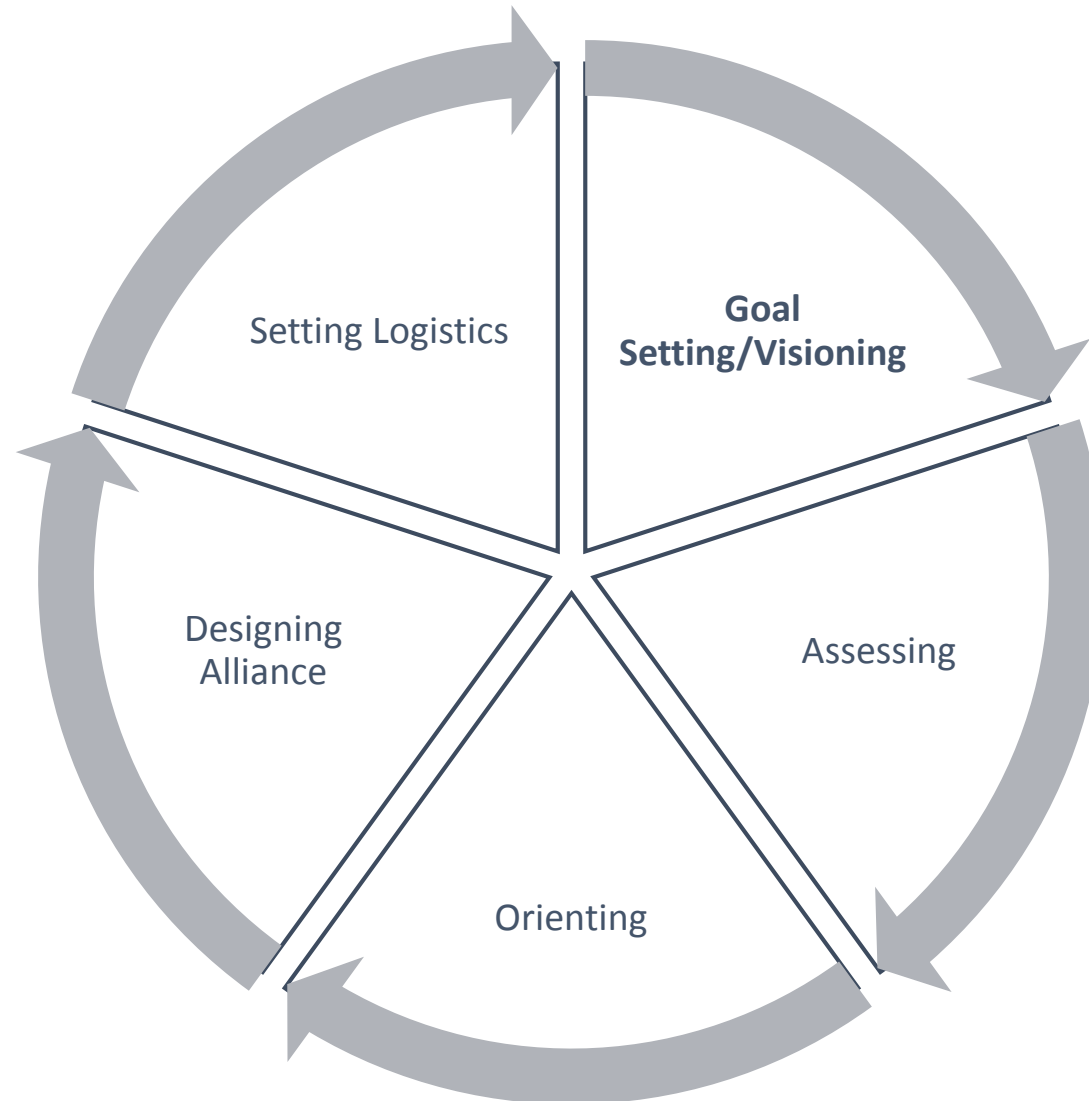 Setting Logistics
Goal
Setting/Visioning
Designing
Alliance
Assessing
Orienting